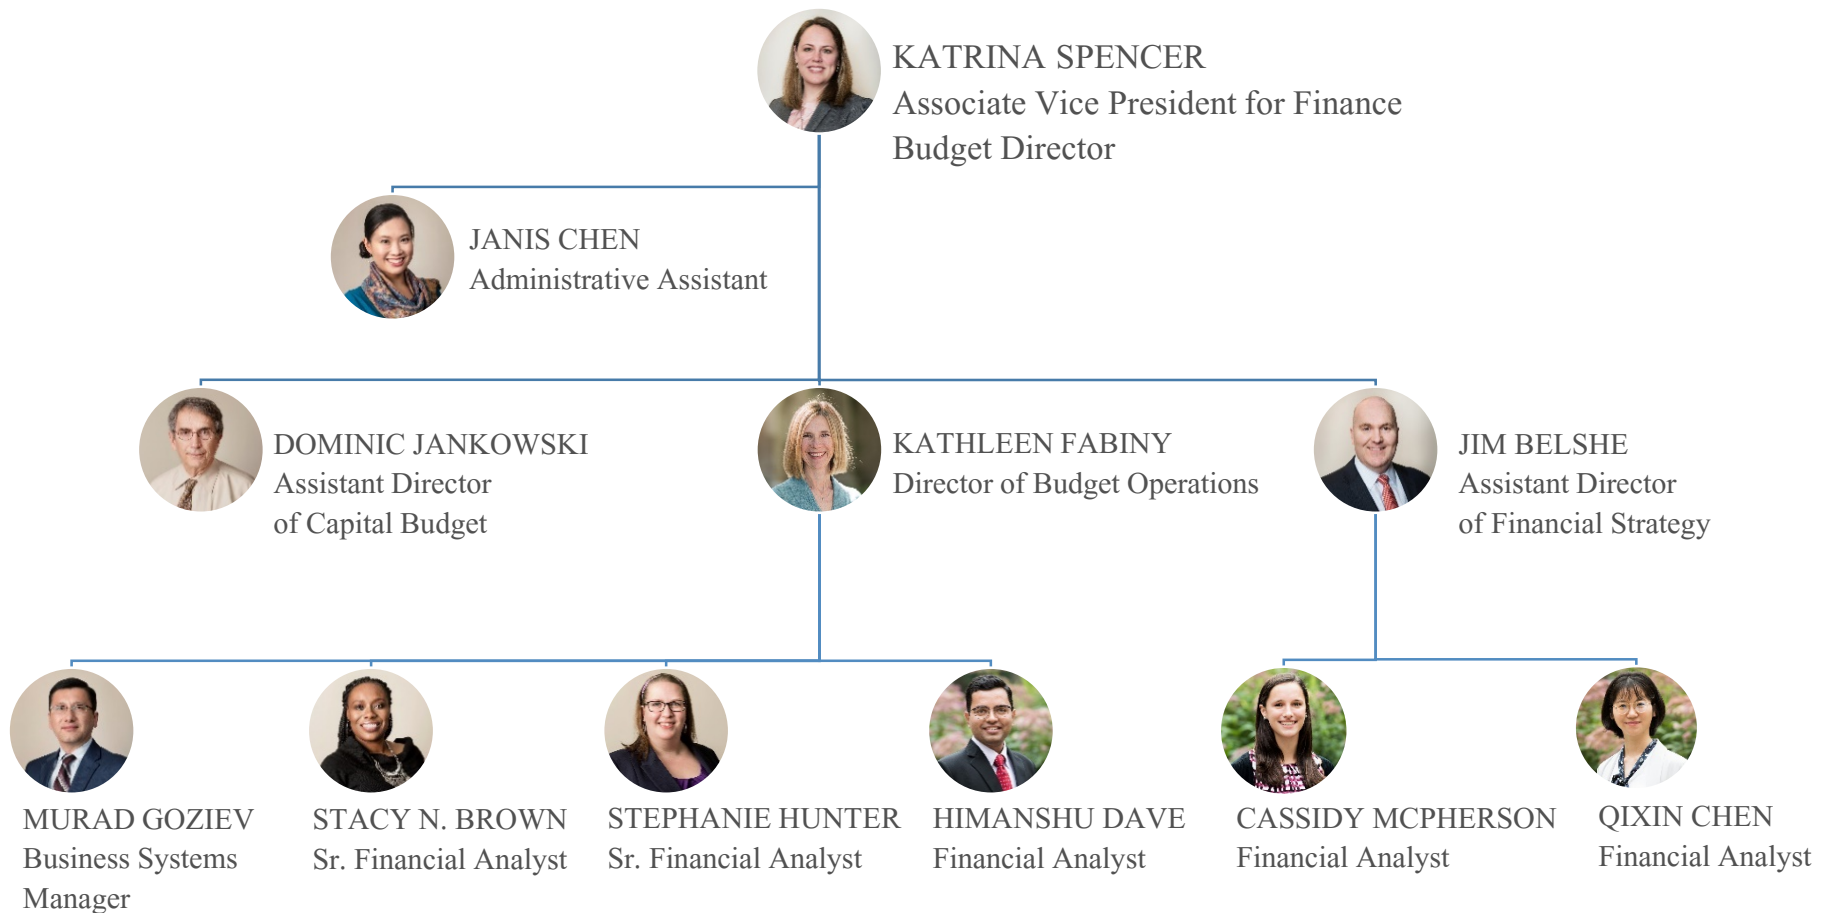 KATRINA SPENCER
Associate Vice President for Finance
Budget Director
JANIS CHEN
Administrative Assistant
DOMINIC JANKOWSKI
Assistant Director
of Capital Budget
KATHLEEN FABINY
Director of Budget Operations
JIM BELSHE
Assistant Director
of Financial Strategy
MURAD GOZIEV
Business Systems
Manager
STACY N. BROWN
Sr. Financial Analyst
STEPHANIE HUNTER
Sr. Financial Analyst
HIMANSHU DAVE
Financial Analyst
CASSIDY MCPHERSON
Financial Analyst
QIXIN CHEN
Financial Analyst